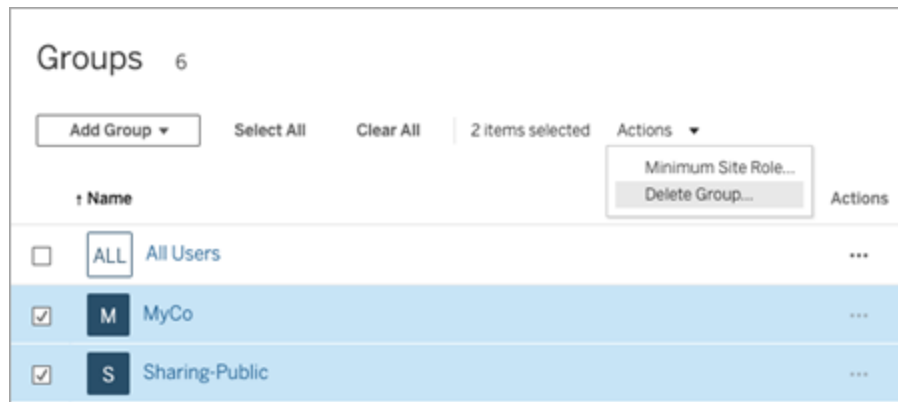 Groups 6
Add Group Select All Clear All 2 items selected Actions
Minimum Site Role...
Delete Group...
↑ Name Actions
ALL All Users ...
M MyCo ...
S Sharing-Public ...